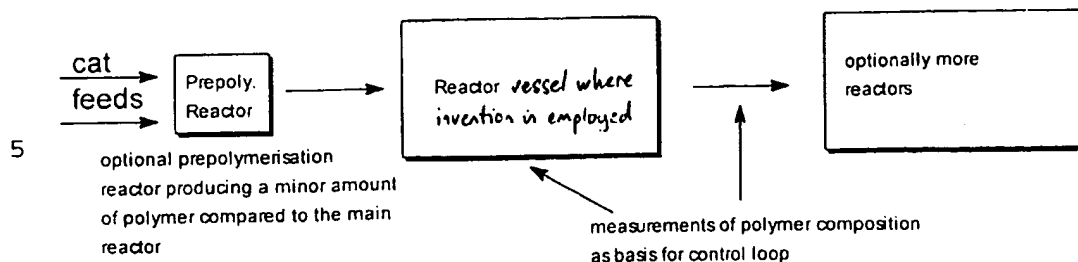 cat
feeds
Prepoly.
Reactor
Reactor vessel where
invention is employed
optionally more
reactors
5
optional prepolymerisation
reactor producing a minor amount
of polymer compared to the main
reactor
measurements of polymer composition
as basis for control loop